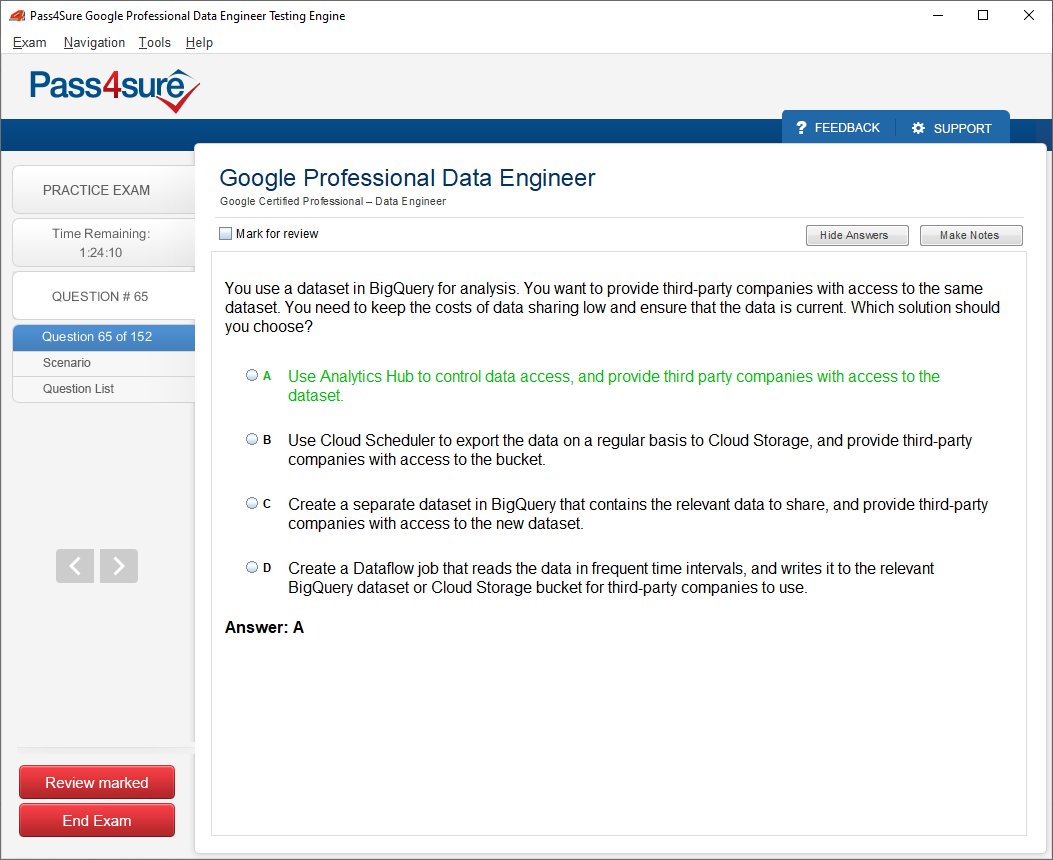 Pass4Sure Google Professional Data Engineer Testing Engine
Exam Navigation Tools Help
Pass4sure
? FEEDBACK SUPPORT
PRACTICE EXAM
Time Remaining:
1:24:10
QUESTION # 65
Question 65 of 152
Scenario
Question List
Google Professional Data Engineer
Google Certified Professional – Data Engineer
Mark for review
Hide Answers Make Notes
You use a dataset in BigQuery for analysis. You want to provide third-party companies with access to the same
dataset. You need to keep the costs of data sharing low and ensure that the data is current. Which solution should
you choose?
A Use Analytics Hub to control data access, and provide third party companies with access to the
dataset.
B Use Cloud Scheduler to export the data on a regular basis to Cloud Storage, and provide third-party
companies with access to the bucket.
C Create a separate dataset in BigQuery that contains the relevant data to share, and provide third-party
companies with access to the new dataset.
D Create a Dataflow job that reads the data in frequent time intervals, and writes it to the relevant
BigQuery dataset or Cloud Storage bucket for third-party companies to use.
Answer: A
Review marked
End Exam